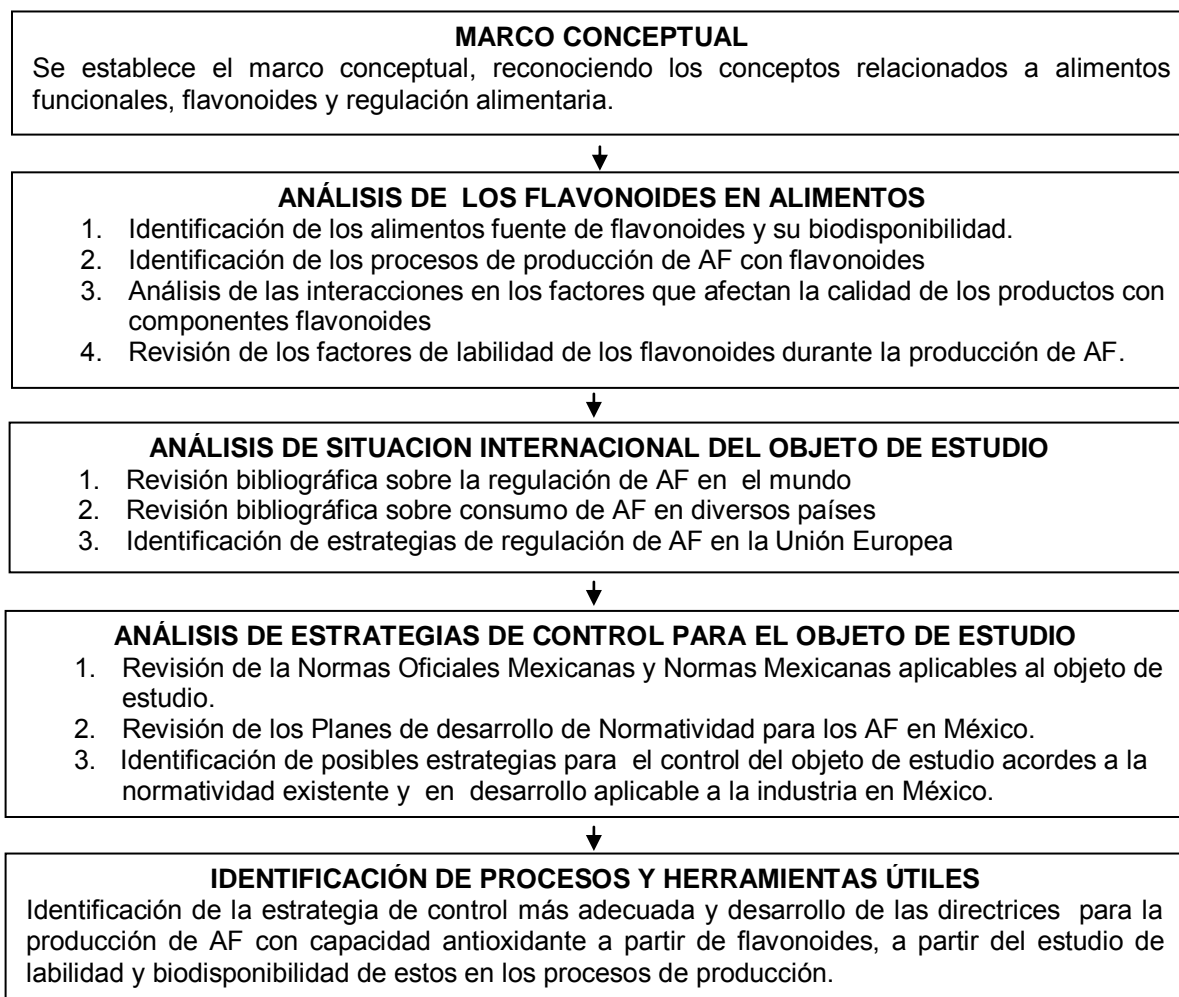 MARCO CONCEPTUAL
Se establece el marco conceptual, reconociendo los conceptos relacionados a alimentos
funcionales, flavonoides y regulación alimentaria.
ANÁLISIS DE LOS FLAVONOIDES EN ALIMENTOS
1. Identificación de los alimentos fuente de flavonoides y su biodisponibilidad.
2. Identificación de los procesos de producción de AF con flavonoides
3. Análisis de las interacciones en los factores que afectan la calidad de los productos con
componentes flavonoides
4. Revisión de los factores de labilidad de los flavonoides durante la producción de AF.
ANÁLISIS DE SITUACION INTERNACIONAL DEL OBJETO DE ESTUDIO
1. Revisión bibliográfica sobre la regulación de AF en el mundo
2. Revisión bibliográfica sobre consumo de AF en diversos países
3. Identificación de estrategias de regulación de AF en la Unión Europea
ANÁLISIS DE ESTRATEGIAS DE CONTROL PARA EL OBJETO DE ESTUDIO
1. Revisión de la Normas Oficiales Mexicanas y Normas Mexicanas aplicables al objeto de
estudio.
2. Revisión de los Planes de desarrollo de Normatividad para los AF en México.
3. Identificación de posibles estrategias para el control del objeto de estudio acordes a la
normatividad existente y en desarrollo aplicable a la industria en México.
IDENTIFICACIÓN DE PROCESOS Y HERRAMIENTAS ÚTILES
Identificación de la estrategia de control más adecuada y desarrollo de las directrices para la
producción de AF con capacidad antioxidante a partir de flavonoides, a partir del estudio de
labilidad y biodisponibilidad de estos en los procesos de producción.